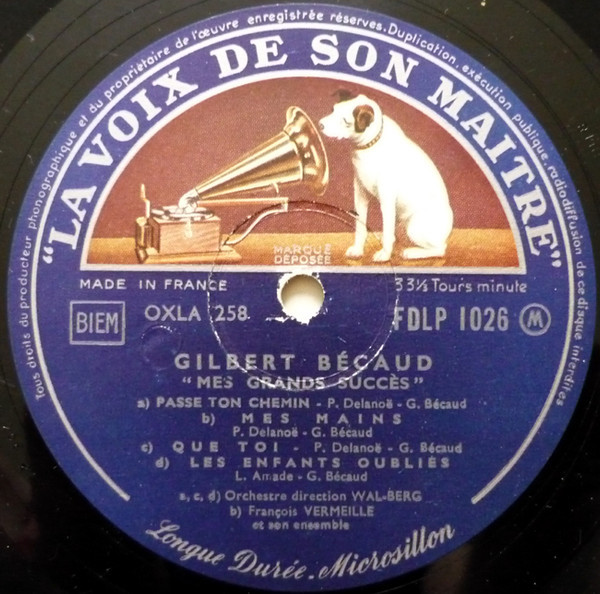 Tous droits du producteur phonographique et du propriétaire de l'œuvre enregistrée réservés. Duplication, exécution publique, radiodiffusion de ce disque interdites
"LA VOIX DE SON MAITRE"
MARQUE
DÉPOSÉE
MADE IN FRANCE
33⅓ Tours minute
BIEM
OXLA 258
FDLP 1026
M
GILBERT BÉCAUD
"MES GRANDS SUCCÈS"
a) PASSE TON CHEMIN - P. Delanoë - G. Bécaud
b) MES MAINS
P. Delanoë - G. Bécaud
c) QUE TOI - P. Delanoë - G. Bécaud
d) LES ENFANTS OUBLIÉS
L. Amade - G. Bécaud
a, c, d) Orchestre direction WAL-BERG
b) François VERMEILLE
et son ensemble
Longue Durée-Microsillon